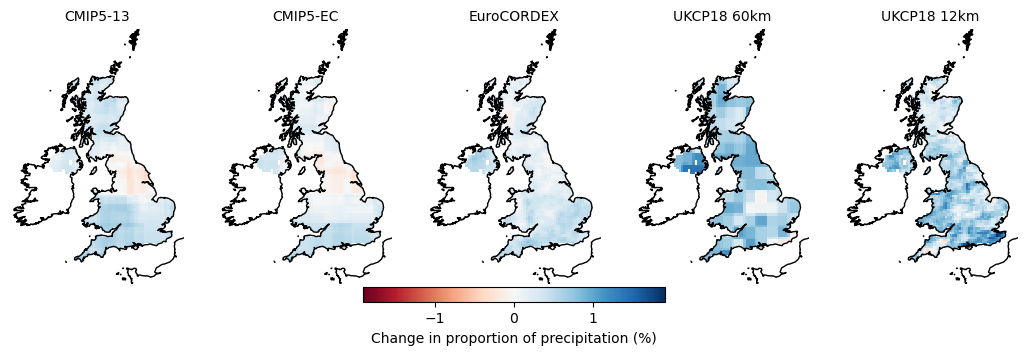 CMIP5-13 CMIP5-EC EuroCORDEX UKCP18 60km UKCP18 12km
−1 0 1
Change in proportion of precipitation (%)